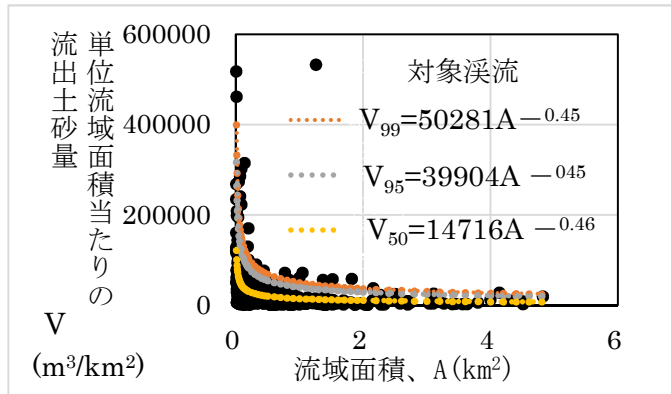 単位流域面積当たりの
流出土砂量
V
(m³/km²)
600000
400000
200000
0
対象渓流
V₉₉=50281A⁻⁰·⁴⁵
V₉₅=39904A⁻⁰⁴⁵
V₅₀=14716A⁻⁰·⁴⁶
0 2 4 6
流域面積、A(km²)